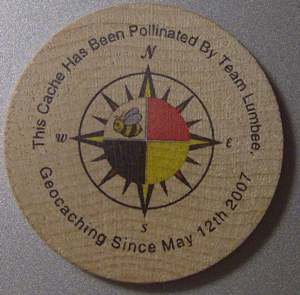 This Cache Has Been Pollinated By Team Lumbee,
N
w
E
s
Geocaching Since May 12th 2007